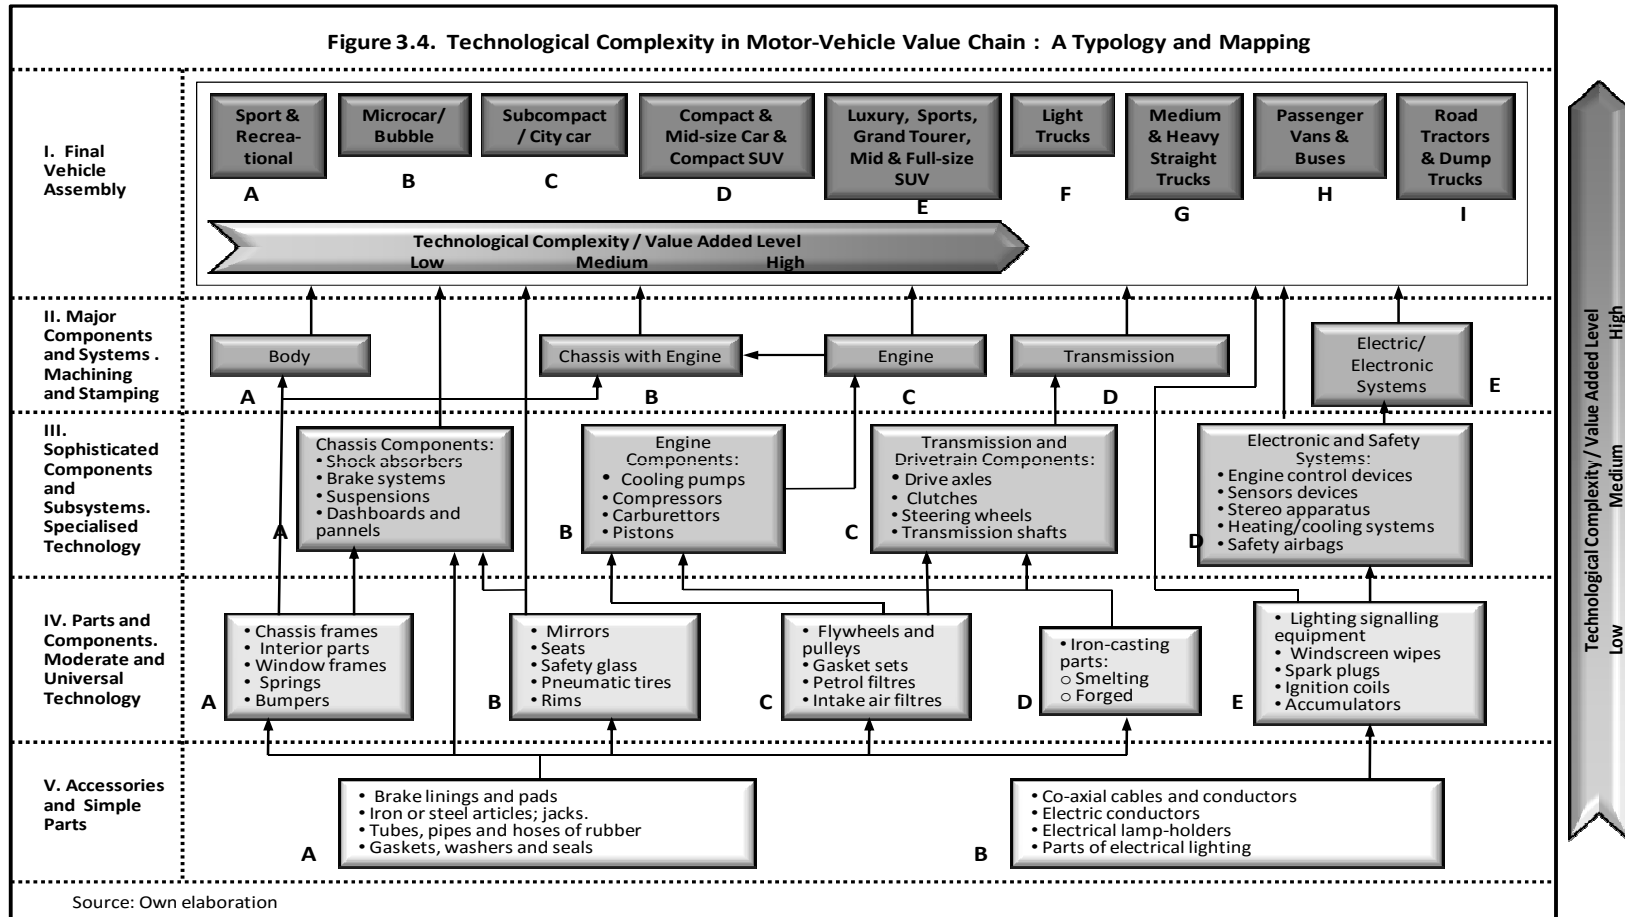 Figure 3.4. Technological Complexity in Motor-Vehicle Value Chain : A Typology and Mapping
I. Final
Vehicle
Assembly
Sport &
Recrea-
tional
A
Microcar/
Bubble
B
Subcompact
/ City car
C
Compact &
Mid-size Car &
Compact SUV
D
Luxury, Sports,
Grand Tourer,
Mid & Full-size
SUV
E
Light
Trucks
F
Medium
& Heavy
Straight
Trucks
G
Passenger
Vans &
Buses
H
Road
Tractors
& Dump
Trucks
I
Technological Complexity / Value Added Level
Low Medium High
II. Major
Components
and Systems .
Machining
and Stamping
Body
A
Chassis with Engine
B
Engine
C
Transmission
D
Electric/
Electronic
Systems
E
III.
Sophisticated
Components
and
Subsystems.
Specialised
Technology
Chassis Components:
• Shock absorbers
• Brake systems
• Suspensions
• Dashboards and
pannels
A
Engine
Components:
• Cooling pumps
• Compressors
• Carburettors
• Pistons
B
Transmission and
Drivetrain Components:
• Drive axles
• Clutches
• Steering wheels
• Transmission shafts
C
Electronic and Safety
Systems:
• Engine control devices
• Sensors devices
• Stereo apparatus
• Heating/cooling systems
• Safety airbags
D
IV. Parts and
Components.
Moderate and
Universal
Technology
• Chassis frames
• Interior parts
• Window frames
• Springs
• Bumpers
A
• Mirrors
• Seats
• Safety glass
• Pneumatic tires
• Rims
B
• Flywheels and
pulleys
• Gasket sets
• Petrol filtres
• Intake air filtres
C
• Iron-casting
parts:
o Smelting
o Forged
D
• Lighting signalling
equipment
• Windscreen wipes
• Spark plugs
• Ignition coils
• Accumulators
E
V. Accessories
and Simple
Parts
• Brake linings and pads
• Iron or steel articles; jacks.
• Tubes, pipes and hoses of rubber
• Gaskets, washers and seals
A
• Co-axial cables and conductors
• Electric conductors
• Electrical lamp-holders
• Parts of electrical lighting
B
Technological Complexity / Value Added Level
Low Medium High
Source: Own elaboration